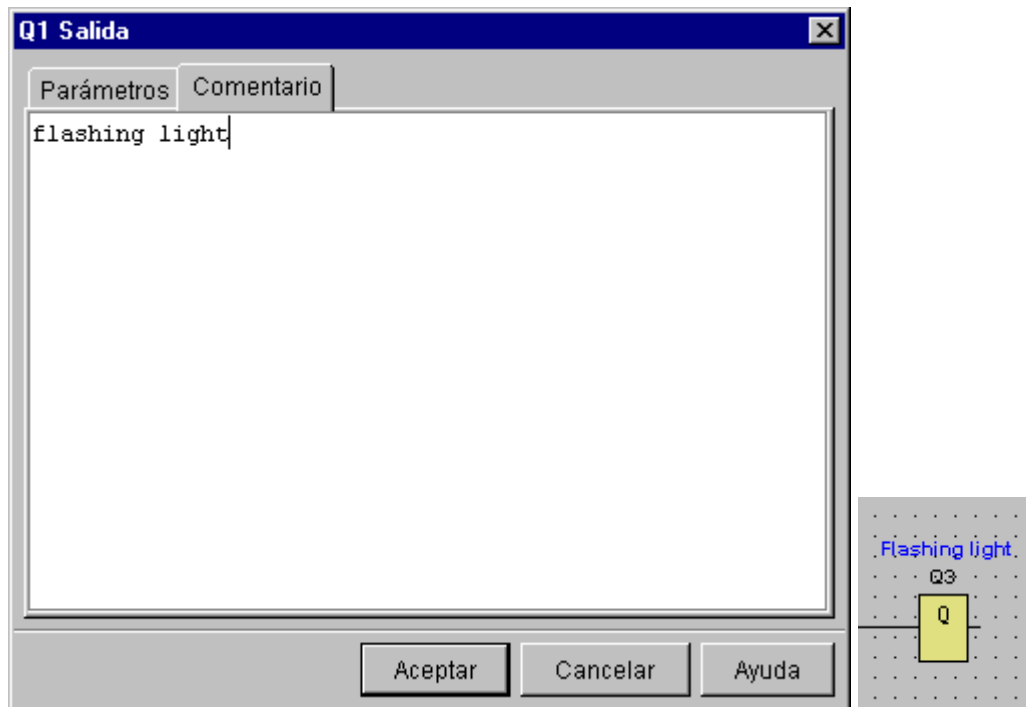 Q1 Salida
Parámetros Comentario
flashing light
Aceptar Cancelar Ayuda
Flashing light
Q3
Q